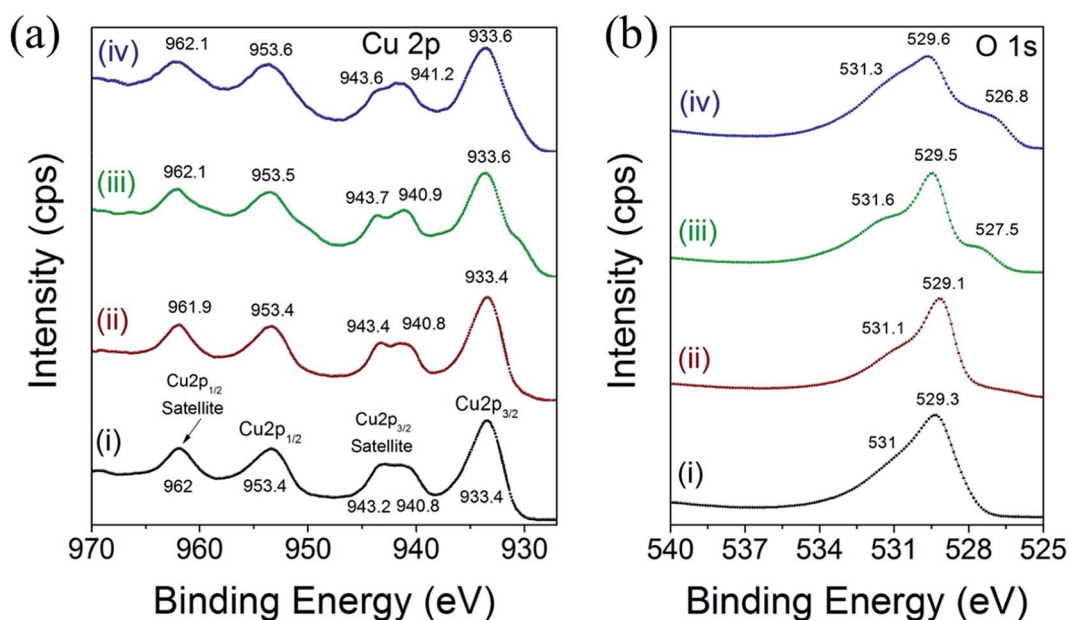 (a)
Cu 2p
(iv)
962.1
953.6
943.6
941.2
933.6
(iii)
962.1
953.5
943.7
940.9
933.6
(ii)
961.9
953.4
943.4
940.8
933.4
Cu2p1/2
Satellite
Cu2p1/2
Cu2p3/2
Satellite
Cu2p3/2
(i)
962
953.4
943.2
940.8
933.4
970
960
950
940
930
Binding Energy (eV)
Intensity (cps)
(b)
O 1s
(iv)
531.3
529.6
526.8
(iii)
531.6
529.5
527.5
(ii)
531.1
529.1
(i)
531
529.3
540
537
534
531
528
525
Binding Energy (eV)
Intensity (cps)